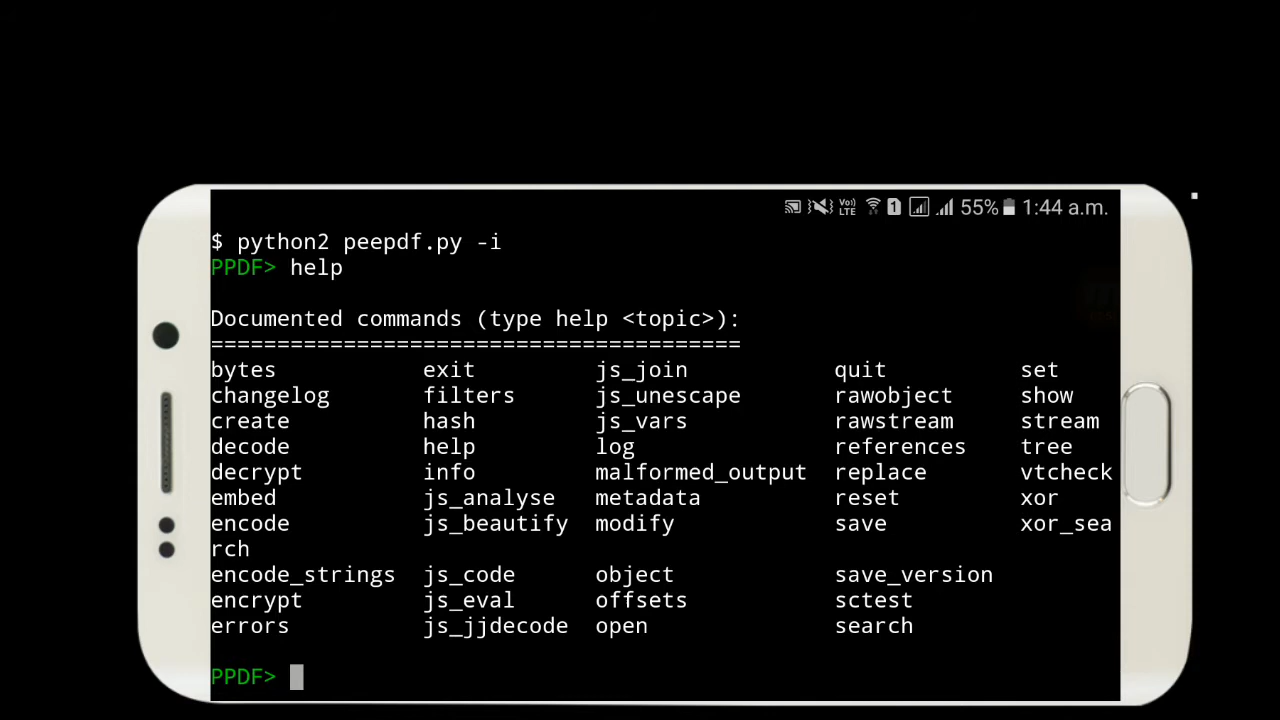 Vo) LTE 1 55% 1:44 a.m.
$ python2 peepdf.py -i
PPDF> help
Documented commands (type help <topic>):
========================================
bytes exit js_join quit set
changelog filters js_unescape rawobject show
create hash js_vars rawstream stream
decode help log references tree
decrypt info malformed_output replace vtcheck
embed js_analyse metadata reset xor
encode js_beautify modify save xor_sea
rch
encode_strings js_code object save_version
encrypt js_eval offsets sctest
errors js_jjdecode open search
PPDF>